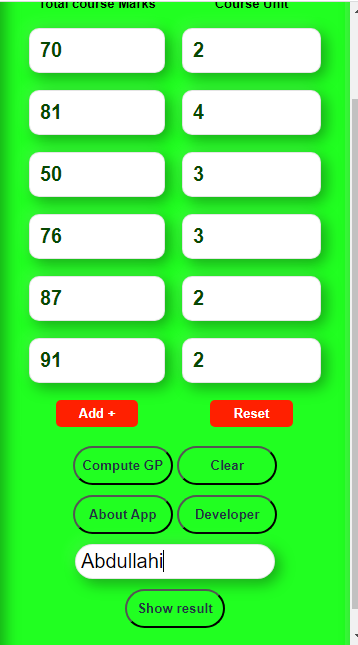 Total course Marks Course Unit
70 2
81 4
50 3
76 3
87 2
91 2
Add + Reset
Compute GP Clear
About App Developer
Abdullahi
Show result